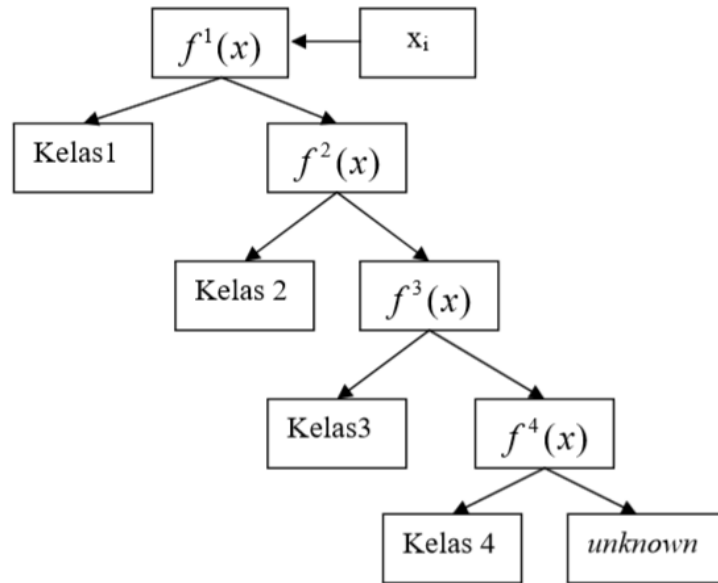 f¹(x)
xᵢ
Kelas1
f²(x)
Kelas 2
f³(x)
Kelas3
f⁴(x)
Kelas 4
unknown